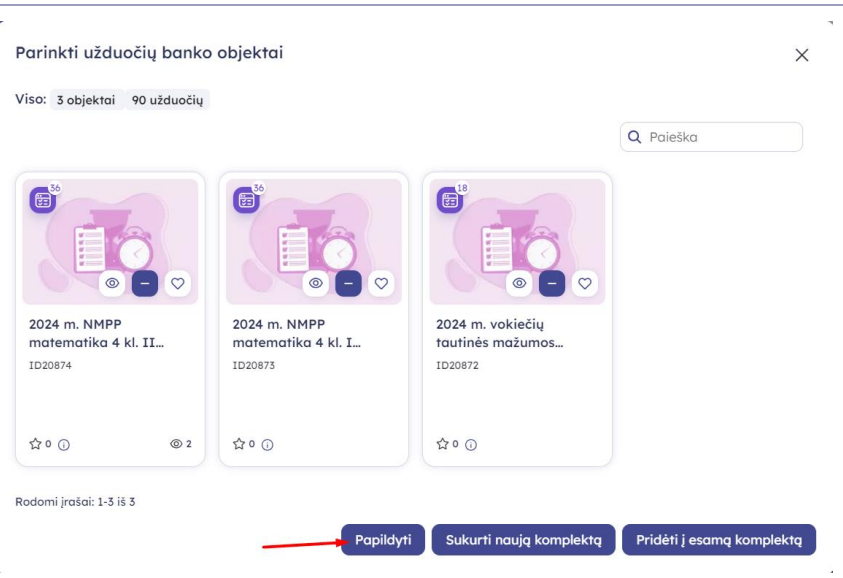 Parinkti užduočių banko objektai
Viso: 3 objektai 90 užduočių
Paieška
36
36
18
2024 m. NMPP
matematika 4 kl. II...
ID20874
0
2
2024 m. NMPP
matematika 4 kl. I...
ID20873
0
2024 m. vokiečių
tautinės mažumos...
ID20872
0
Rodomi įrašai: 1-3 iš 3
Papildyti
Sukurti naują komplektą
Pridėti į esamą komplektą